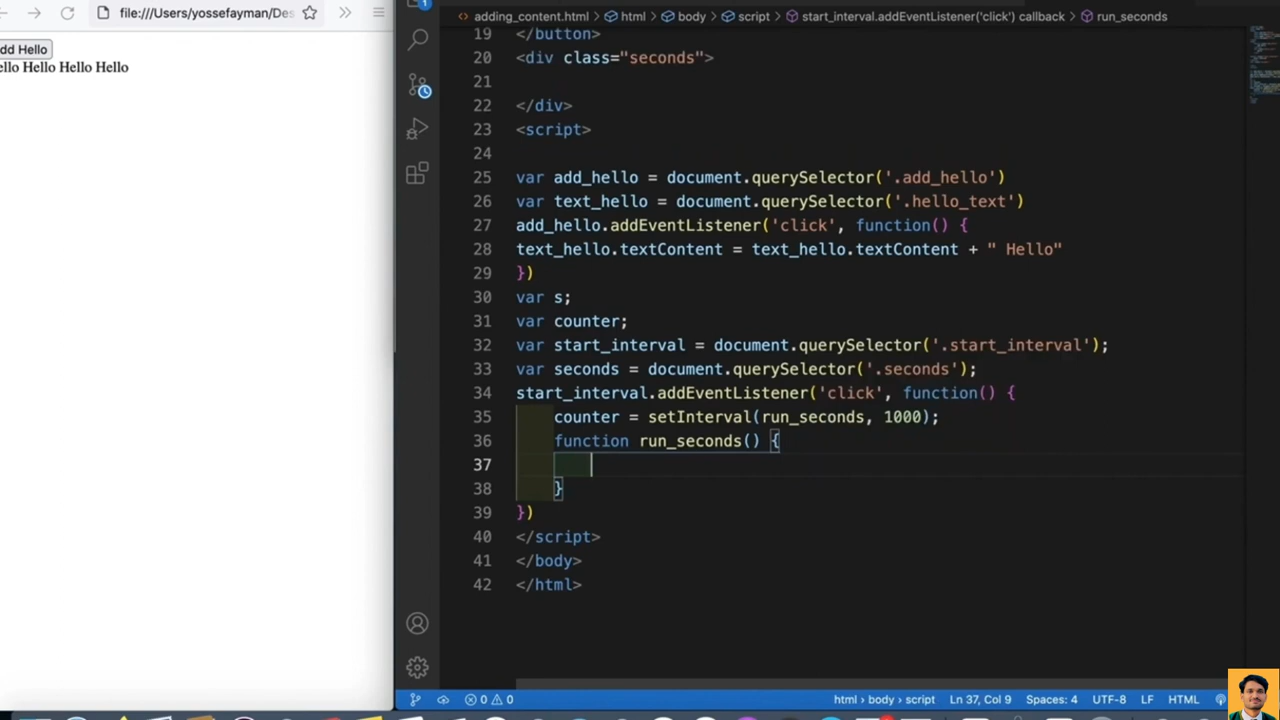 file:///Users/yossefayman/Des
dd Hello
ello Hello Hello Hello
1
adding_content.html > html > body > script > start_interval.addEventListener('click') callback > run_seconds
19 </button>
20 <div class="seconds">
21
22 </div>
23 <script>
24
25 var add_hello = document.querySelector('.add_hello')
26 var text_hello = document.querySelector('.hello_text')
27 add_hello.addEventListener('click', function() {
28 text_hello.textContent = text_hello.textContent + " Hello"
29 })
30 var s;
31 var counter;
32 var start_interval = document.querySelector('.start_interval');
33 var seconds = document.querySelector('.seconds');
34 start_interval.addEventListener('click', function() {
35 counter = setInterval(run_seconds, 1000);
36 function run_seconds() {
37
38 }
39 })
40 </script>
41 </body>
42 </html>
0 0 html > body > script Ln 37, Col 9 Spaces: 4 UTF-8 LF HTML